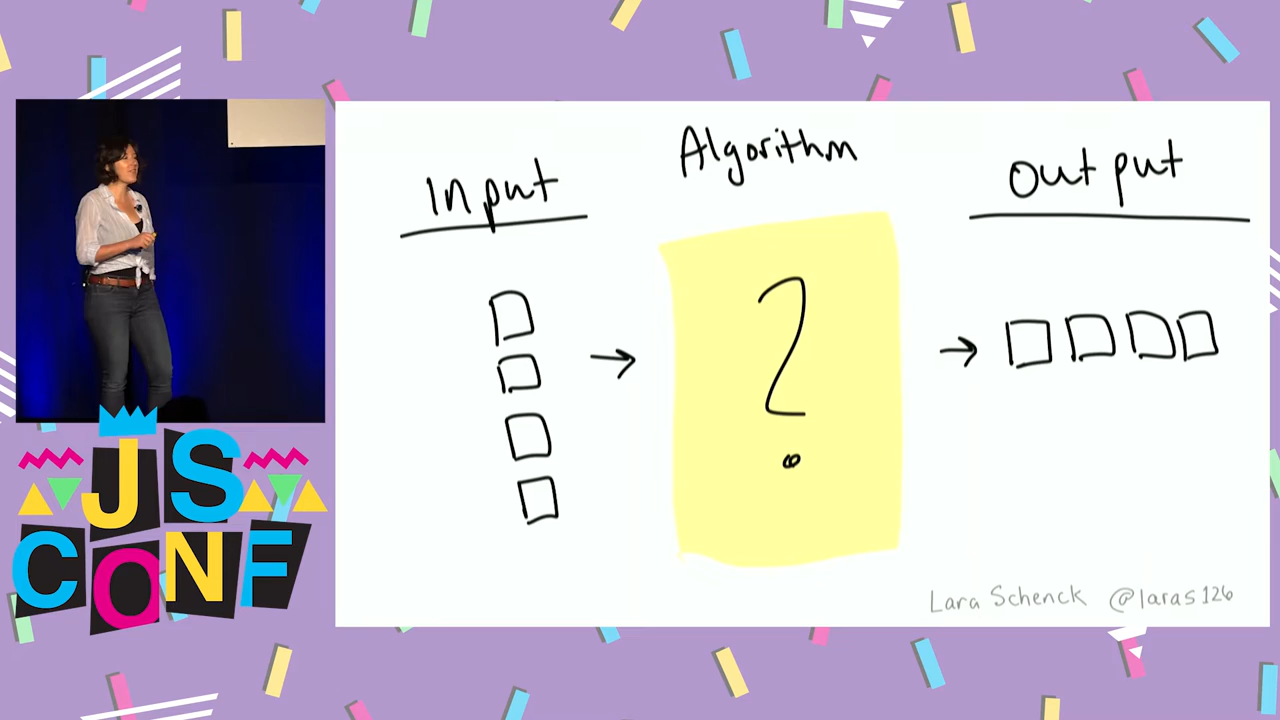 Input
Algorithm
Output
?
Lara Schenck @laras126
JS
CONF